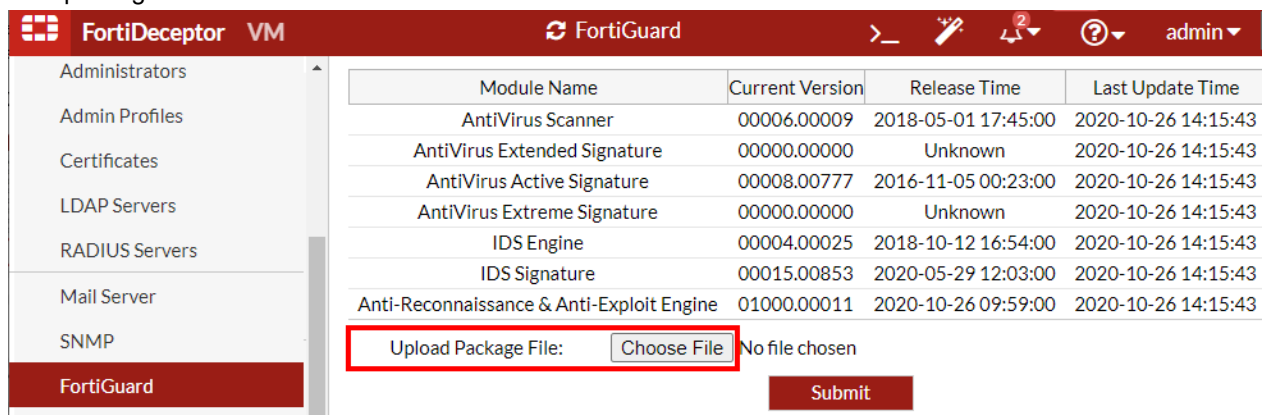 FortiDeceptor VM FortiGuard >_ 2 admin
Administrators
Admin Profiles
Certificates
LDAP Servers
RADIUS Servers
Mail Server
SNMP
FortiGuard
Module Name Current Version Release Time Last Update Time
AntiVirus Scanner 00006.00009 2018-05-01 17:45:00 2020-10-26 14:15:43
AntiVirus Extended Signature 00000.00000 Unknown 2020-10-26 14:15:43
AntiVirus Active Signature 00008.00777 2016-11-05 00:23:00 2020-10-26 14:15:43
AntiVirus Extreme Signature 00000.00000 Unknown 2020-10-26 14:15:43
IDS Engine 00004.00025 2018-10-12 16:54:00 2020-10-26 14:15:43
IDS Signature 00015.00853 2020-05-29 12:03:00 2020-10-26 14:15:43
Anti-Reconnaissance & Anti-Exploit Engine 01000.00011 2020-10-26 09:59:00 2020-10-26 14:15:43
Upload Package File: Choose File No file chosen
Submit